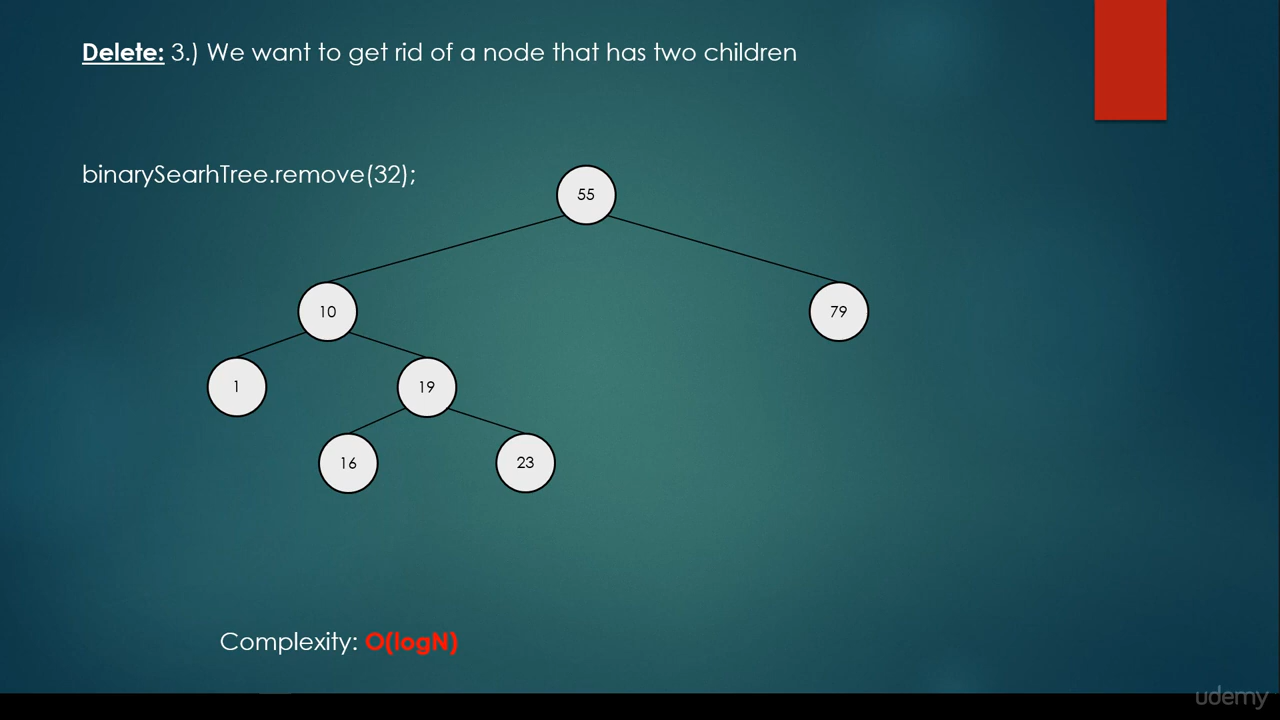 Delete: 3.) We want to get rid of a node that has two children
binarySearhTree.remove(32);
55
10
79
1
19
16
23
Complexity: O(logN)
udemy